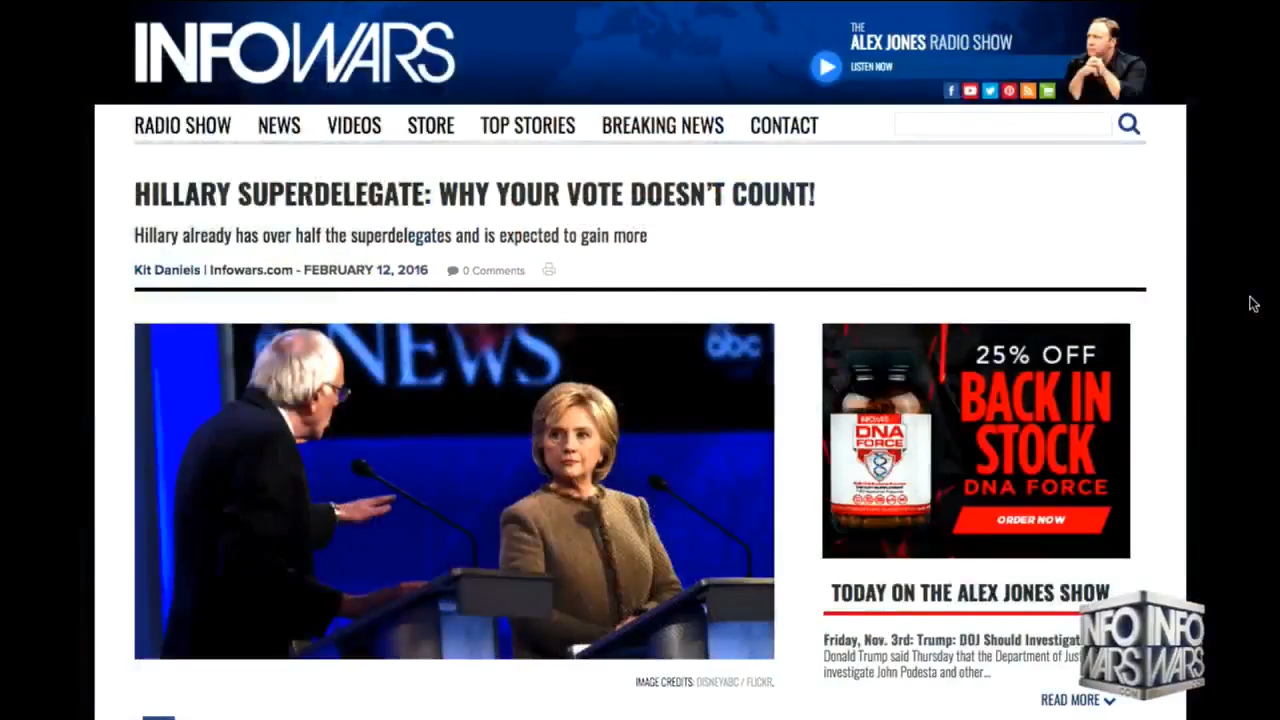 INFOWARS
THE
ALEX JONES RADIO SHOW
LISTEN NOW
RADIO SHOW NEWS VIDEOS STORE TOP STORIES BREAKING NEWS CONTACT
HILLARY SUPERDELEGATE: WHY YOUR VOTE DOESN'T COUNT!
Hillary already has over half the superdelegates and is expected to gain more
Kit Daniels | Infowars.com - FEBRUARY 12, 2016 0 Comments
NEWS
abc
25% OFF
BACK IN
STOCK
DNA FORCE
ORDER NOW
INFOWARS
DNA
FORCE
IMAGE CREDITS: DISNEYABC / FLICKR.
TODAY ON THE ALEX JONES SHOW
Friday, Nov. 3rd: Trump: DOJ Should Investigat
Donald Trump said Thursday that the Department of Jus
investigate John Podesta and other...
READ MORE
INFO INFO
WARS WARS
.COM